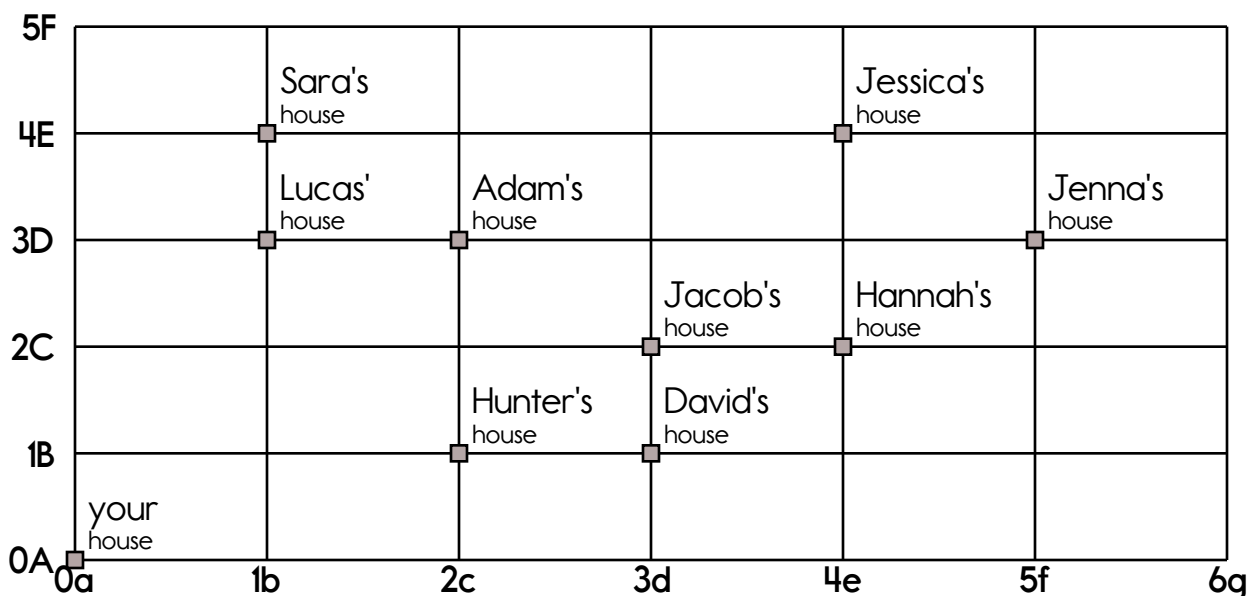 5F
Sara's
house
Jessica's
house
4E
Lucas'
house
Adam's
house
Jenna's
house
3D
Jacob's
house
Hannah's
house
2C
Hunter's
house
David's
house
1B
your
house
0A
0a 1b 2c 3d 4e 5f 6g